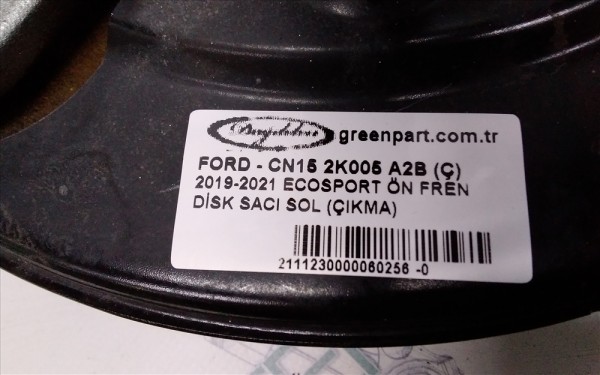 greenpart.com.tr
FORD - CN15 2K005 A2B (Ç)
2019-2021 ECOSPORT ÖN FREN
DİSK SACI SOL (ÇIKMA)
2111230000060256 -0